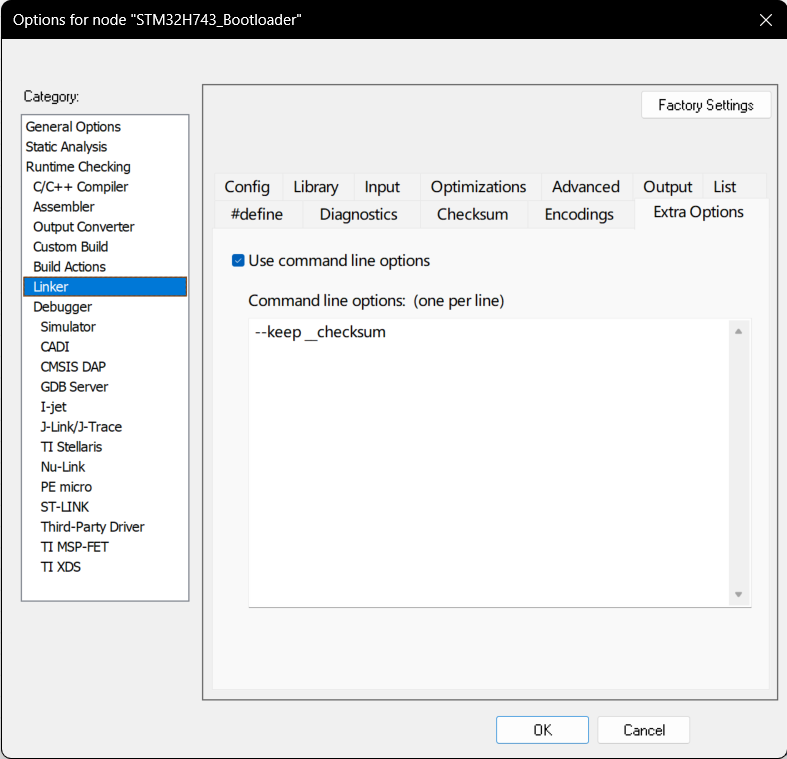 Options for node "STM32H743_Bootloader"
Category:
General Options
Static Analysis
Runtime Checking
C/C++ Compiler
Assembler
Output Converter
Custom Build
Build Actions
Linker
Debugger
Simulator
CADI
CMSIS DAP
GDB Server
I-jet
J-Link/J-Trace
TI Stellaris
Nu-Link
PE micro
ST-LINK
Third-Party Driver
TI MSP-FET
TI XDS
Factory Settings
Config Library Input Optimizations Advanced Output List
#define Diagnostics Checksum Encodings Extra Options
Use command line options
Command line options: (one per line)
--keep __checksum
OK Cancel